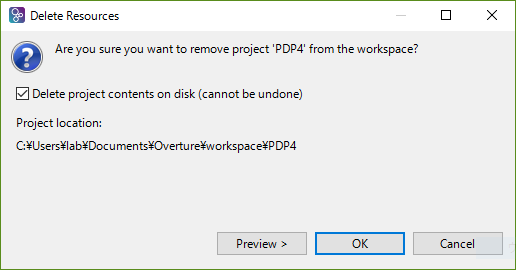 Delete Resources
Are you sure you want to remove project 'PDP4' from the workspace?
Delete project contents on disk (cannot be undone)
Project location:
C:¥Users¥lab¥Documents¥Overture¥workspace¥PDP4
Preview >
OK
Cancel